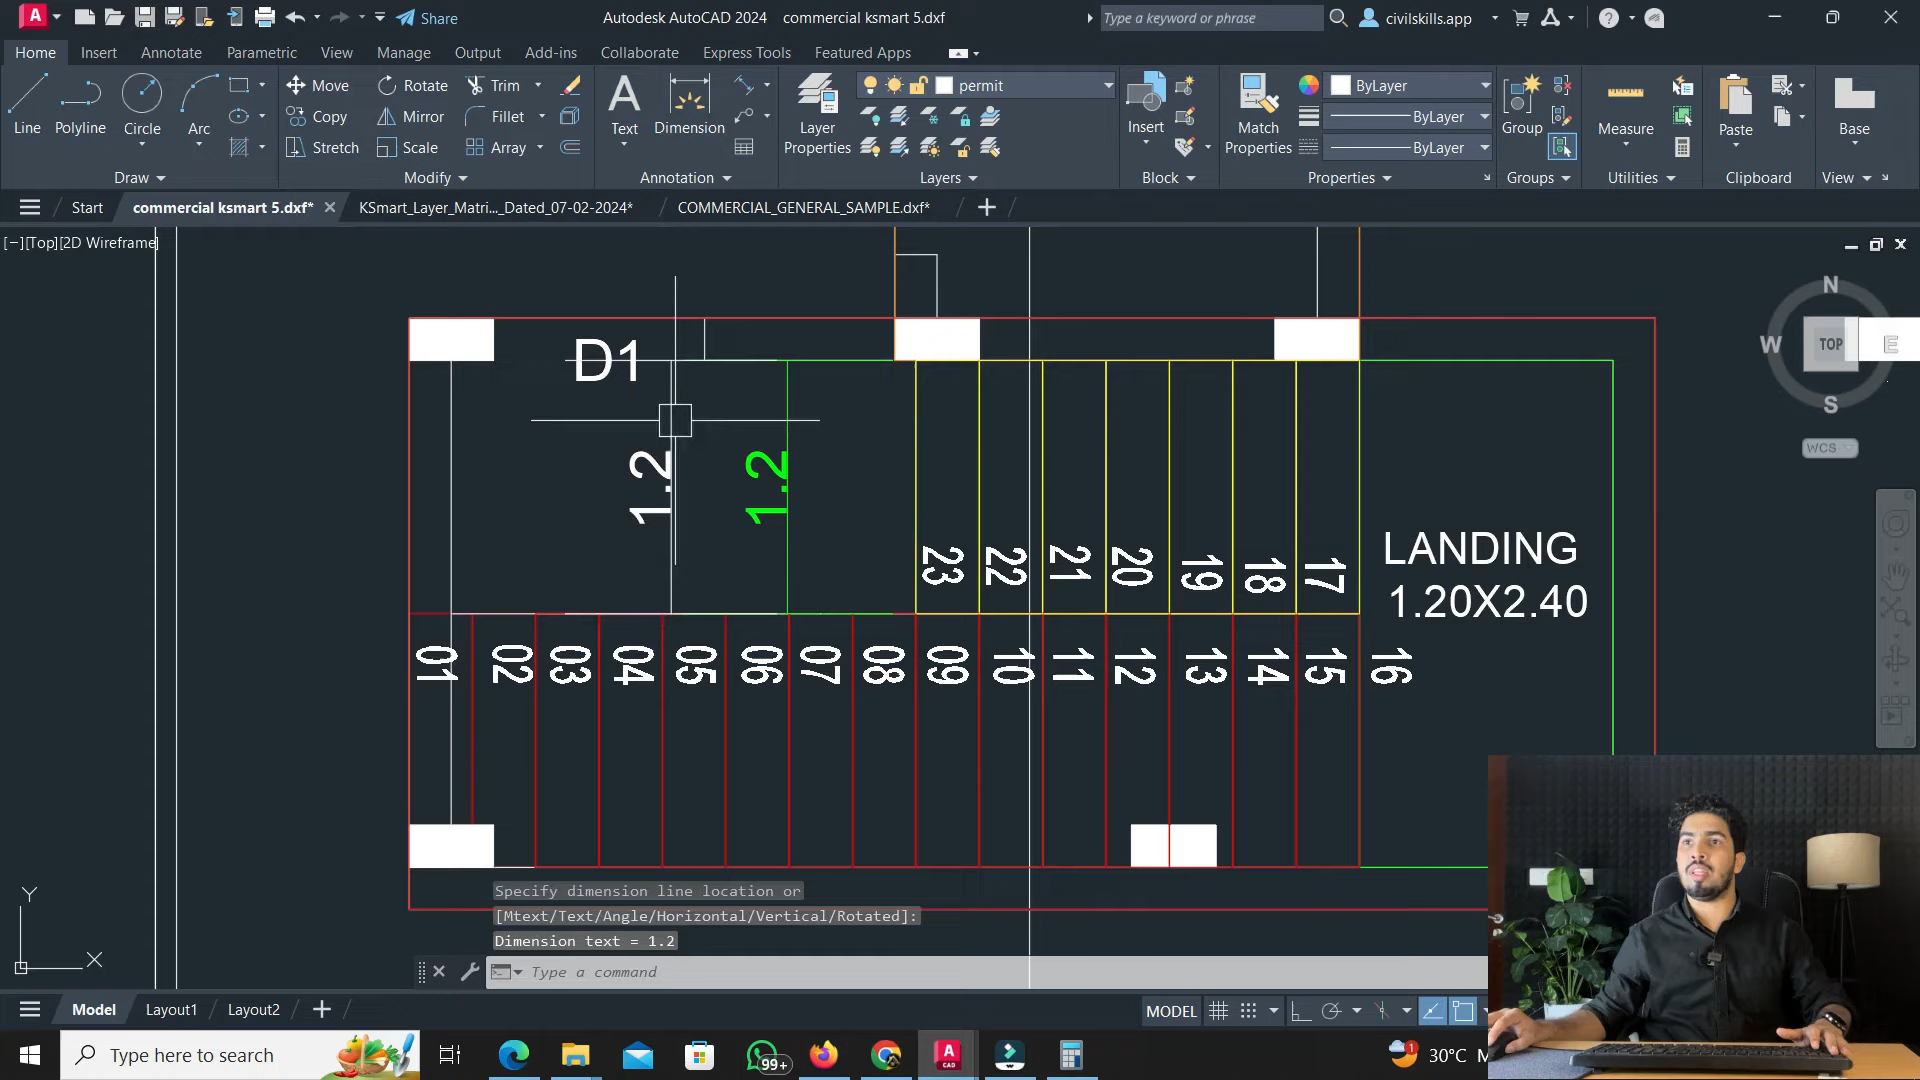 Share
Autodesk AutoCAD 2024 commercial ksmart 5.dxf
Type a keyword or phrase
civilskills.app
Home Insert Annotate Parametric View Manage Output Add-ins Collaborate Express Tools Featured Apps
Line Polyline Circle Arc
Move Rotate Trim
Copy Mirror Fillet
Stretch Scale Array
Text Dimension
Layer Properties
permit
Insert
Match Properties
ByLayer
ByLayer
ByLayer
Group
Measure
Paste
Base
Draw Modify Annotation Layers Block Properties Groups Utilities Clipboard View
Start commercial ksmart 5.dxf* KSmart_Layer_Matri..._Dated_07-02-2024* COMMERCIAL_GENERAL_SAMPLE.dxf*
[−][Top][2D Wireframe]
N
W TOP E
S
WCS
D1
1.2 1.2
23 22 21 20 19 18 17
LANDING
1.20X2.40
01 02 03 04 05 06 07 08 09 10 11 12 13 14 15 16
Specify dimension line location or
[Mtext/Text/Angle/Horizontal/Vertical/Rotated]:
Dimension text = 1.2
Y
X
Type a command
Model Layout1 Layout2
MODEL
Type here to search
99+
CAD
1
30°C